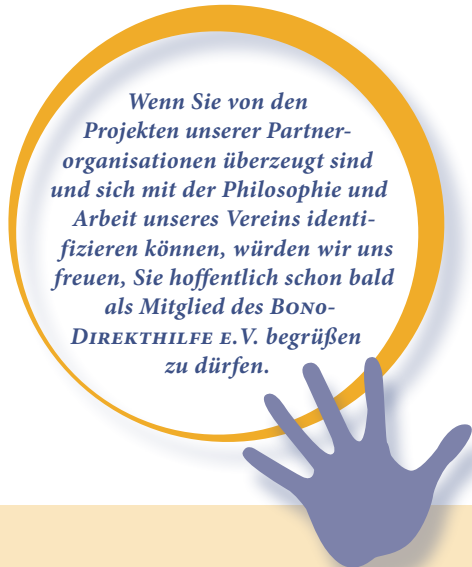 Wenn Sie von den
Projekten unserer Partner-
organisationen überzeugt sind
und sich mit der Philosophie und
Arbeit unseres Vereins identi-
fizieren können, würden wir uns
freuen, Sie hoffentlich schon bald
als Mitglied des Bono-
Direkthilfe e.V. begrüßen
zu dürfen.